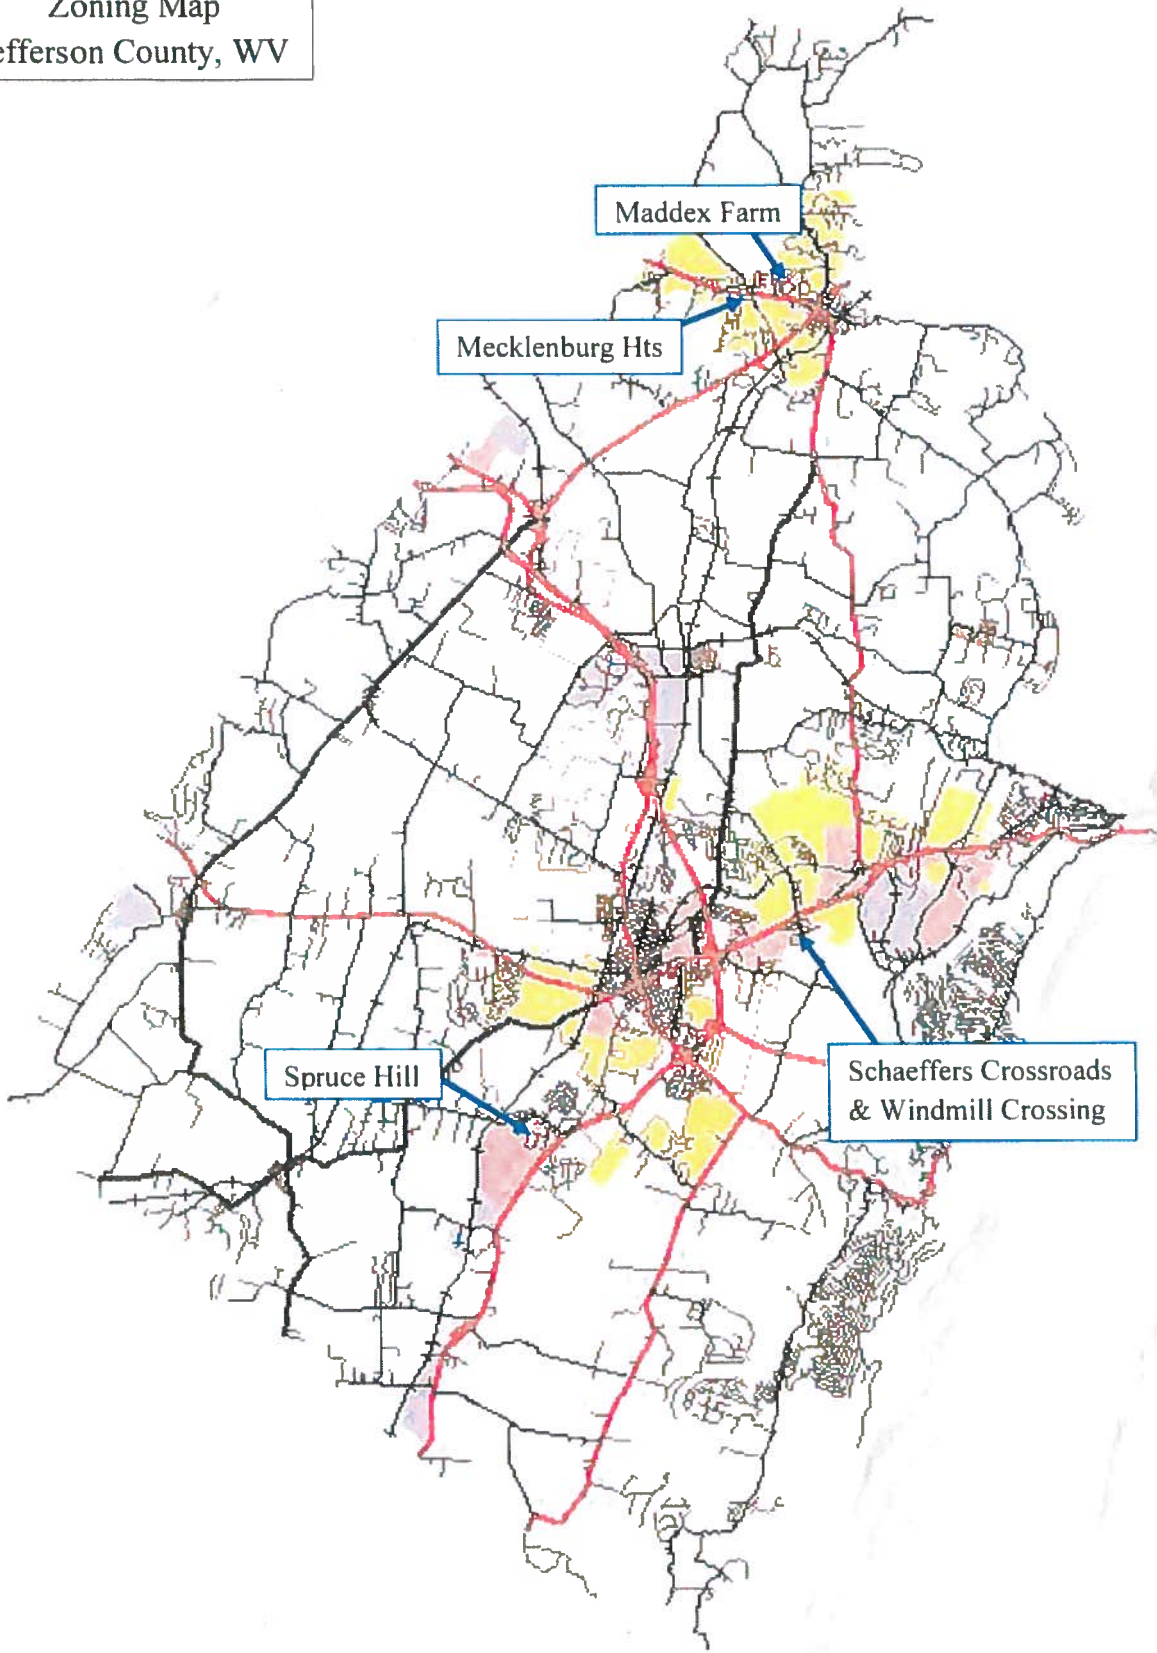 Zoning Map
efferson County, WV
Maddex Farm
Mecklenburg Hts
Spruce Hill
Schaeffers Crossroads
& Windmill Crossing